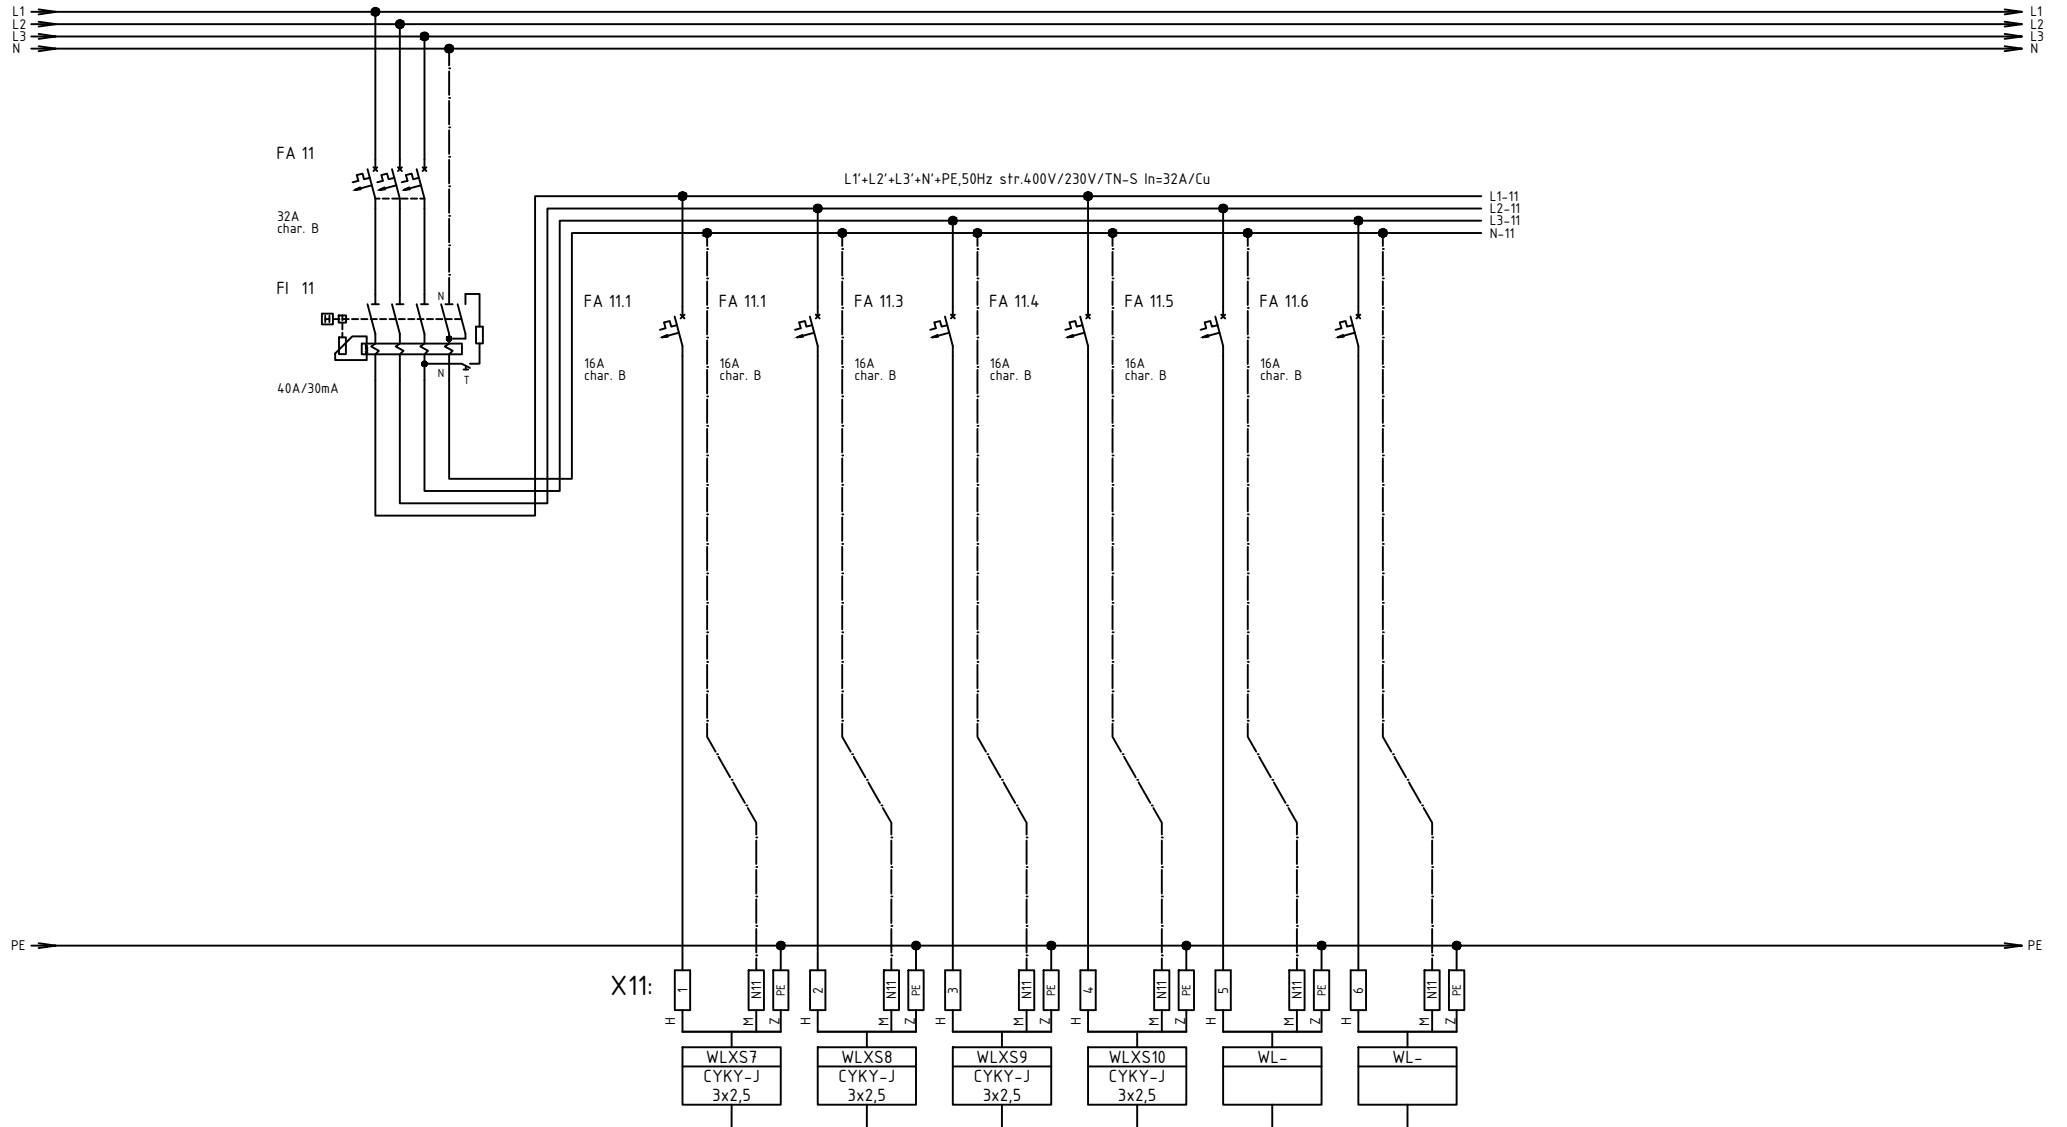 L1
L1
L2
L2
L3
L3
N
N
FA 11
32A
char. B
FI 11
N
N
T
40A/30mA
L1'+L2'+L3'+N'+PE,50Hz str.400V/230V/TN-S In=32A/Cu
L1-11
L2-11
L3-11
N-11
FA 11.1
FA 11.1
FA 11.3
FA 11.4
FA 11.5
FA 11.6
16A
char. B
16A
char. B
16A
char. B
16A
char. B
16A
char. B
16A
char. B
PE
PE
X11:
1
N11
PE
2
N11
PE
3
N11
PE
4
N11
PE
5
N11
PE
6
N11
PE
H
M
Z
H
M
Z
H
M
Z
H
M
Z
H
M
Z
H
M
Z
WLXS7
CYKY-J
3x2,5
WLXS8
CYKY-J
3x2,5
WLXS9
CYKY-J
3x2,5
WLXS10
CYKY-J
3x2,5
WL-
WL-